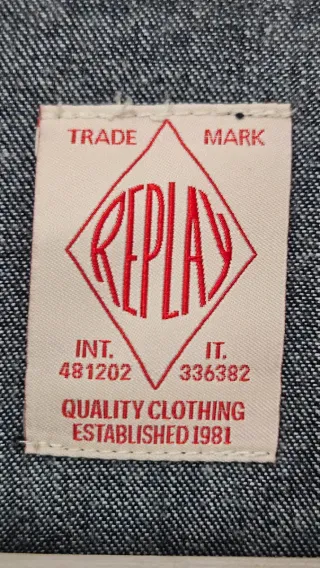 TRADE MARK
REPLAY
INT. IT.
481202 336382
QUALITY CLOTHING
ESTABLISHED 1981